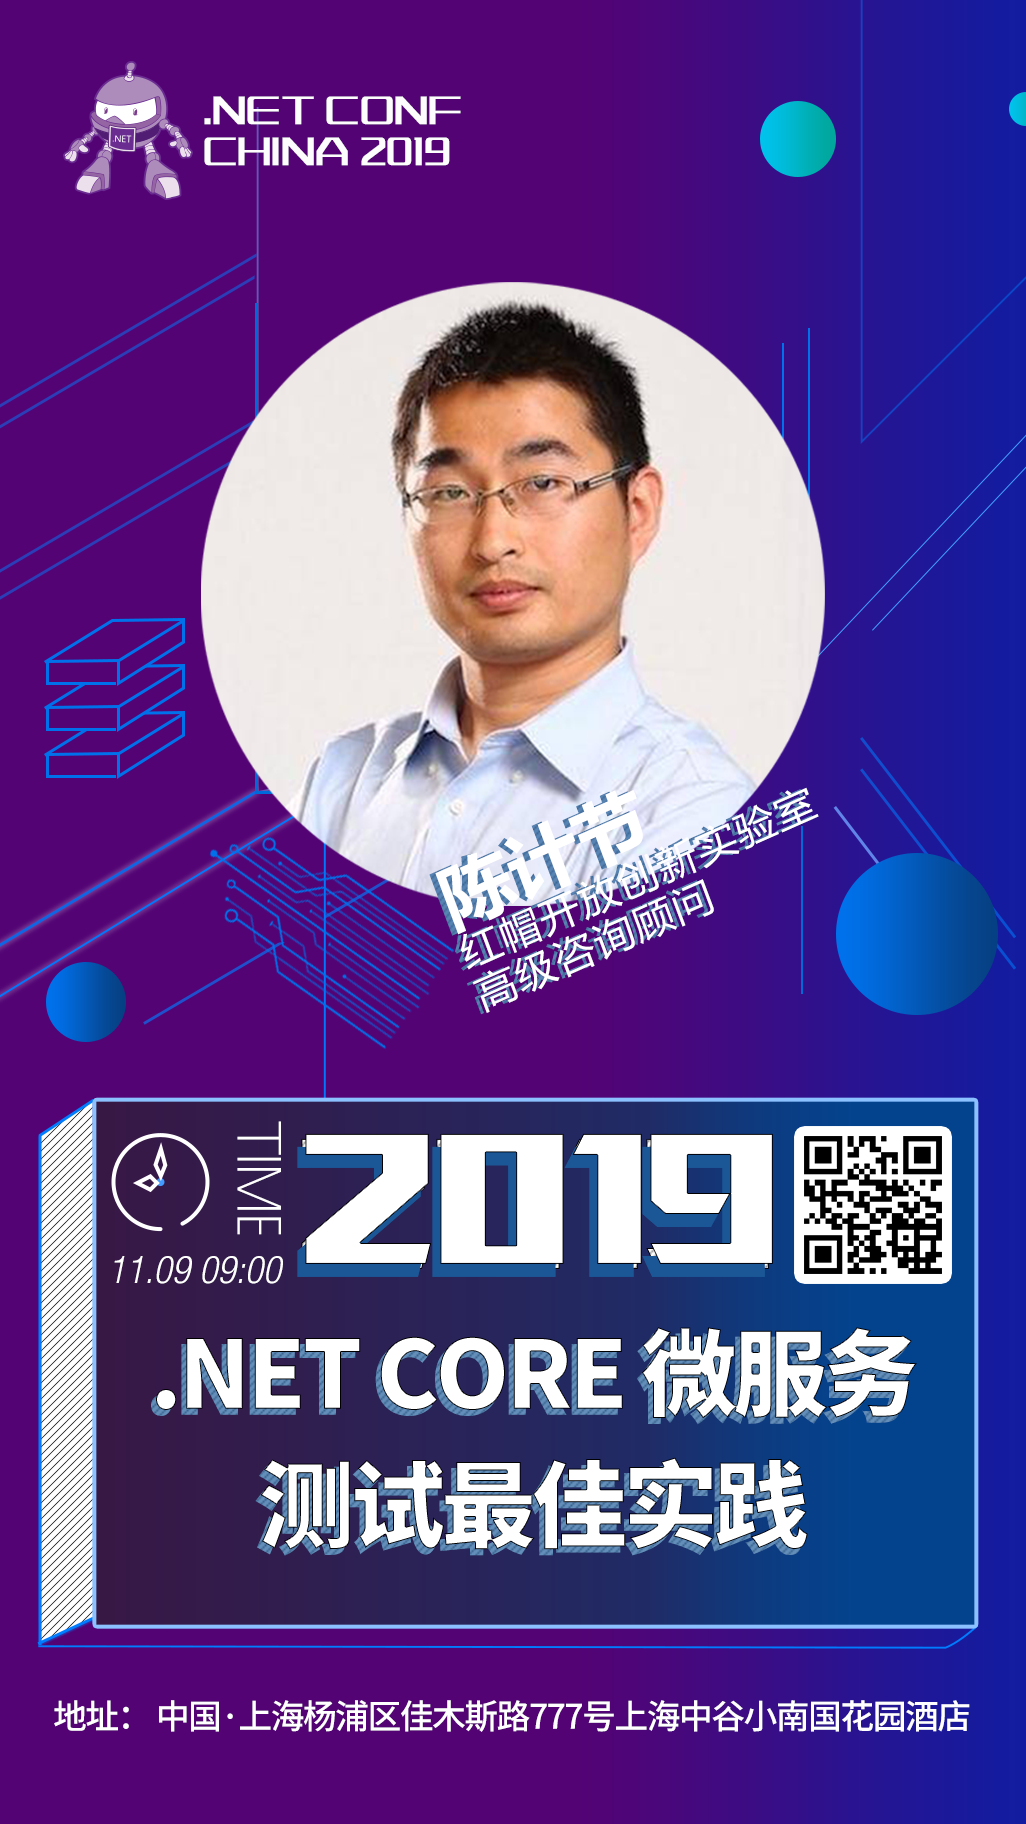 .NET CONF
CHINA 2019
.NET
陈计节
红帽开放创新实验室
高级咨询顾问
TIME
2019
11.09 09:00
.NET CORE 微服务
测试最佳实践
地址： 中国·上海杨浦区佳木斯路777号上海中谷小南国花园酒店